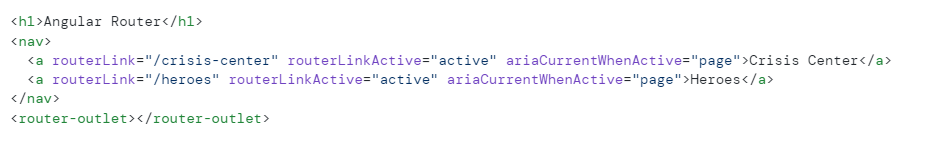 <h1>Angular Router</h1>
<nav>
  <a routerLink="/crisis-center" routerLinkActive="active" ariaCurrentWhenActive="page">Crisis Center</a>
  <a routerLink="/heroes" routerLinkActive="active" ariaCurrentWhenActive="page">Heroes</a>
</nav>
<router-outlet></router-outlet>